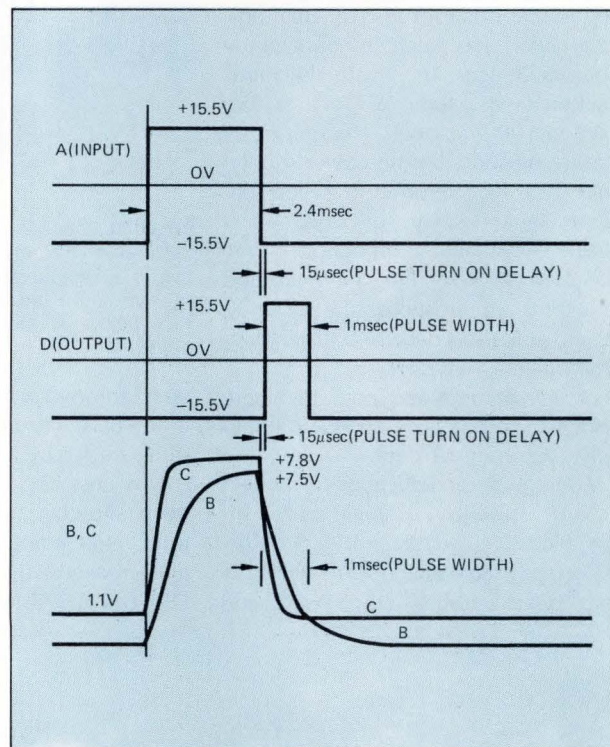 +15.5V
A(INPUT)
OV
2.4msec
-15.5V
15μsec(PULSE TURN ON DELAY)
+15.5V
1msec(PULSE WIDTH)
D(OUTPUT)
OV
-15.5V
15μsec(PULSE TURN ON DELAY)
+7.8V
C
+7.5V
B
B, C
1msec(PULSE WIDTH)
1.1V
C
B